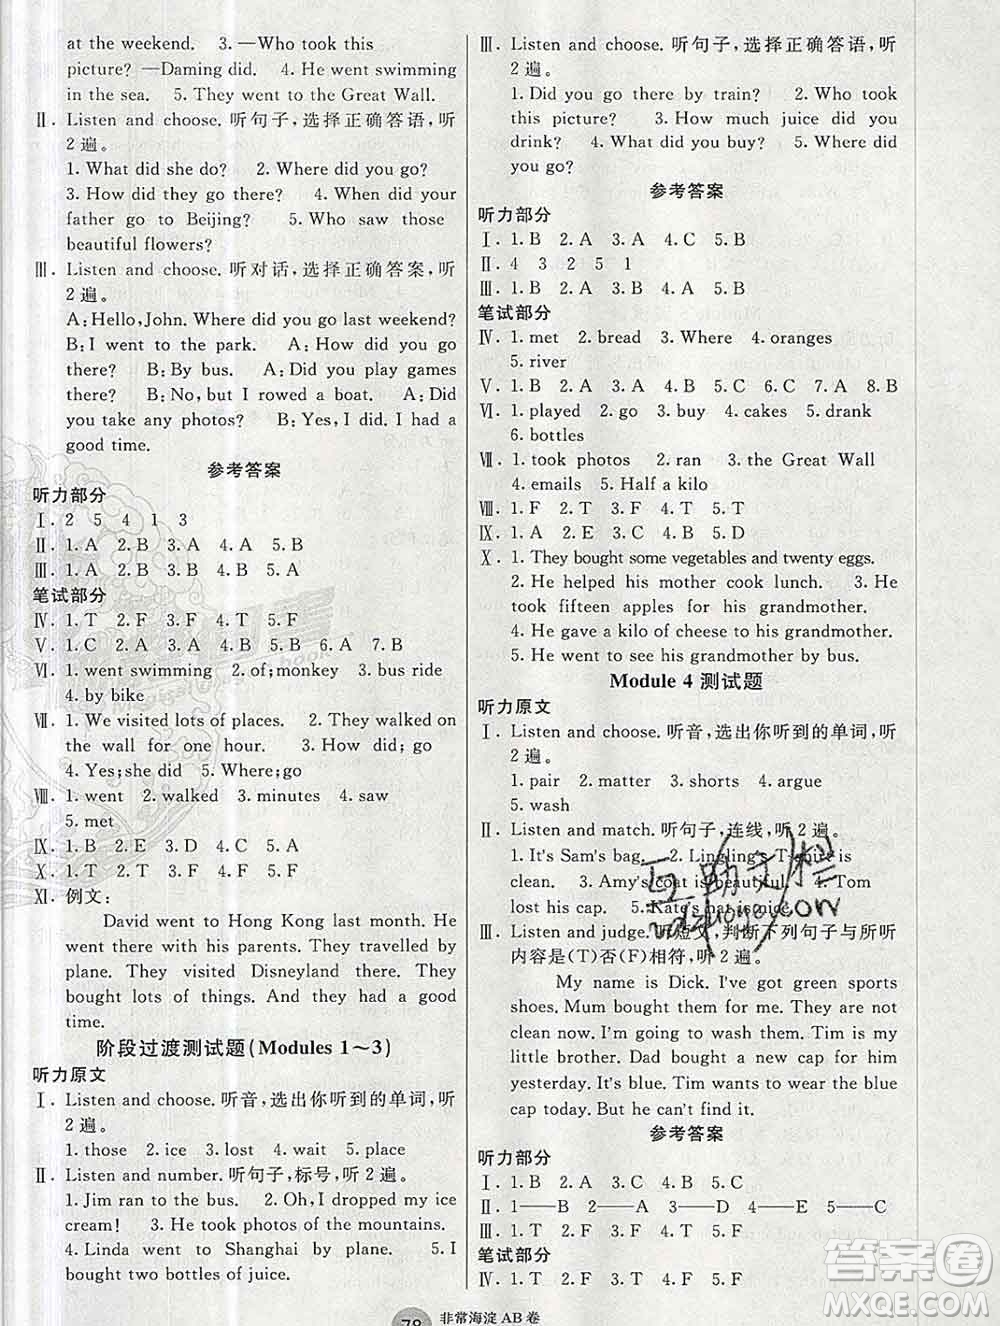 at the weekend. 3. —Who took this
picture? —Daming did. 4. He went swimming
in the sea. 5. They went to the Great Wall.
Ⅱ. Listen and choose. 听句子,选择正确答语,听
2遍。
1. What did she do? 2. Where did you go?
3. How did they go there? 4. When did your
father go to Beijing? 5. Who saw those
beautiful flowers?
Ⅲ. Listen and choose. 听对话,选择正确答案,听
2遍。
A: Hello, John. Where did you go last weekend?
B: I went to the park. A: How did you go
there? B: By bus. A: Did you play games
there? B: No, but I rowed a boat. A: Did
you take any photos? B: Yes, I did. I had a
good time.
参考答案
听力部分
Ⅰ. 2 5 4 1 3
Ⅱ. 1. A 2. B 3. A 4. A 5. B
Ⅲ. 1. B 2. B 3. A 4. B 5. A
笔试部分
Ⅳ. 1. T 2. F 3. F 4. T 5. F
Ⅴ. 1. C 2. A 3. B 4. A 5. C 6. A 7. B
Ⅵ. 1. went swimming 2. of; monkey 3. bus ride
4. by bike
Ⅶ. 1. We visited lots of places. 2. They walked on
the wall for one hour. 3. How did; go
4. Yes; she did 5. Where; go
Ⅷ. 1. went 2. walked 3. minutes 4. saw
5. met
Ⅸ. 1. B 2. D 3. A 4. C 5. E
Ⅹ. 1. A 2. B 3. C 4. B 5. A
Ⅺ. 例文:
David went to Hong Kong last month. He
went there with his parents. They travelled by
plane. They visited Disneyland there. They
bought lots of things. And they had a good
time.
阶段过渡测试题(Modules 1～3)
听力原文
Ⅰ. Listen and choose. 听音,选出你听到的单词,听
2遍。
1. those 2. ice 3. lost 4. wait 5. place
Ⅱ. Listen and number. 听句子,标号,听2遍。
1. Jim ran to the bus. 2. Oh, I dropped my ice
cream! 3. He took photos of the mountains.
4. Linda went to Shanghai by plane. 5. I
bought two bottles of juice.
Ⅲ. Listen and choose. 听句子,选择正确答语,听
2遍。
1. Did you go there by train? 2. Who took
this picture? 3. How much juice did you
drink? 4. What did you buy? 5. Where did
you go?
参考答案
听力部分
Ⅰ. 1. B 2. A 3. A 4. C 5. B
Ⅱ. 4 3 2 5 1
Ⅲ. 1. B 2. A 3. B 4. A 5. B
笔试部分
Ⅳ. 1. met 2. bread 3. Where 4. oranges
5. river
Ⅴ. 1. B 2. A 3. B 4. C 5. C 6. C 7. A 8. B
Ⅵ. 1. played 2. go 3. buy 4. cakes 5. drank
6. bottles
Ⅶ. 1. took photos 2. ran 3. the Great Wall
4. emails 5. Half a kilo
Ⅷ. 1. F 2. T 3. F 4. T 5. T
Ⅸ. 1. A 2. E 3. C 4. B 5. D
Ⅹ. 1. They bought some vegetables and twenty eggs.
2. He helped his mother cook lunch. 3. He
took fifteen apples for his grandmother.
4. He gave a kilo of cheese to his grandmother.
5. He went to see his grandmother by bus.
Module 4 测试题
听力原文
Ⅰ. Listen and choose. 听音,选出你听到的单词,听
2遍。
1. pair 2. matter 3. shorts 4. argue
5. wash
Ⅱ. Listen and match. 听句子,连线,听2遍。
1. It's Sam's bag. 2. Lingling's T-shirt is
clean. 3. Amy's coat is beautiful. 4. Tom
lost his cap. 5. Kate's hat is nice.
Ⅲ. Listen and judge. 听短文,判断下列句子与所听
内容是(T)否(F)相符,听2遍。
My name is Dick. I've got green sports
shoes. Mum bought them for me. They are not
clean now. I'm going to wash them. Tim is my
little brother. Dad bought a new cap for him
yesterday. It's blue. Tim wants to wear the blue
cap today. But he can't find it.
参考答案
听力部分
Ⅰ. 1. B 2. A 3. C 4. B 5. C
Ⅱ. 1——B 2——A 3——D 4——E 5——C
Ⅲ. 1. T 2. F 3. T 4. F 5. F
笔试部分
Ⅳ. 1. T 2. F 3. T 4. T 5. F
78 非常海淀AB卷
答案圈
MXQE.COM